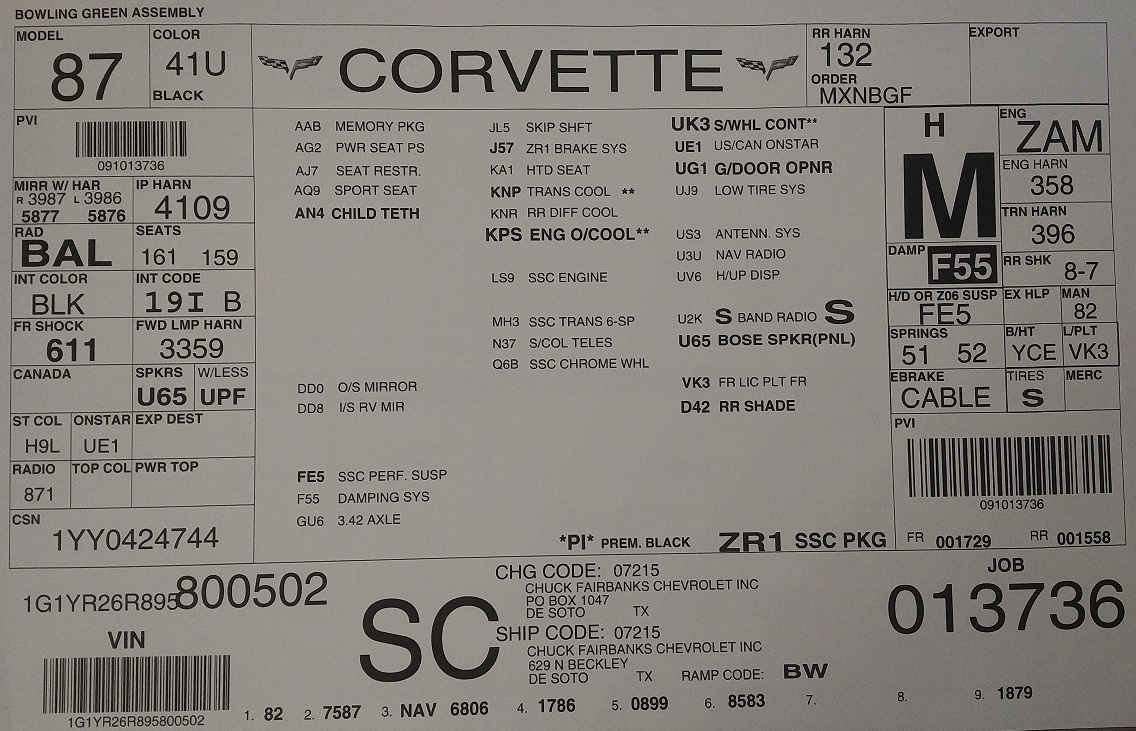 BOWLING GREEN ASSEMBLY
MODEL
87
COLOR
41U
BLACK
CORVETTE
RR HARN
132
ORDER
MXNBGF
EXPORT
PVI
091013736
MIRR W/ HAR
R 3987 L 3986
5877 5876
IP HARN
4109
RAD
BAL
SEATS
161 159
INT COLOR
BLK
INT CODE
19I B
FR SHOCK
611
FWD LMP HARN
3359
CANADA
SPKRS
U65
W/LESS
UPF
ST COL
H9L
ONSTAR
UE1
EXP DEST
RADIO
871
TOP COL
PWR TOP
CSN
1YY0424744
AAB MEMORY PKG
AG2 PWR SEAT PS
AJ7 SEAT RESTR.
AQ9 SPORT SEAT
AN4 CHILD TETH
DD0 O/S MIRROR
DD8 I/S RV MIR
FE5 SSC PERF. SUSP
F55 DAMPING SYS
GU6 3.42 AXLE
JL5 SKIP SHFT
J57 ZR1 BRAKE SYS
KA1 HTD SEAT
KNP TRANS COOL **
KNR RR DIFF COOL
KPS ENG O/COOL**
LS9 SSC ENGINE
MH3 SSC TRANS 6-SP
N37 S/COL TELES
Q6B SSC CHROME WHL
UK3 S/WHL CONT**
UE1 US/CAN ONSTAR
UG1 G/DOOR OPNR
UJ9 LOW TIRE SYS
US3 ANTENN. SYS
U3U NAV RADIO
UV6 H/UP DISP
U2K S BAND RADIO S
U65 BOSE SPKR(PNL)
VK3 FR LIC PLT FR
D42 RR SHADE
*PI* PREM. BLACK ZR1 SSC PKG
H
M
ENG
ZAM
ENG HARN
358
TRN HARN
396
DAMP
F55
RR SHK
8-7
H/D OR Z06 SUSP
FE5
EX HLP
MAN
82
SPRINGS
51 52
B/HT
YCE
L/PLT
VK3
EBRAKE
CABLE
TIRES
S
MERC
PVI
091013736
FR 001729 RR 001558
1G1YR26R895800502
VIN
1G1YR26R895800502
SC
CHG CODE: 07215
CHUCK FAIRBANKS CHEVROLET INC
PO BOX 1047
DE SOTO TX
SHIP CODE: 07215
CHUCK FAIRBANKS CHEVROLET INC
629 N BECKLEY
DE SOTO TX RAMP CODE: BW
JOB
013736
1. 82 2. 7587 3. NAV 6806 4. 1786 5. 0899 6. 8583 7. 8. 9. 1879